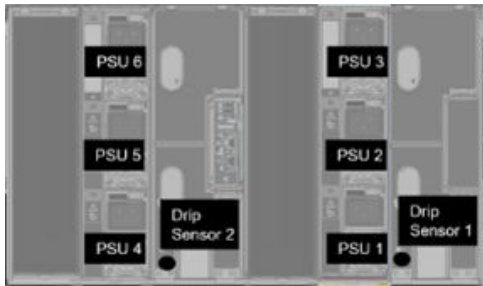 PSU 6
PSU 3
PSU 5
PSU 2
Drip
Sensor 2
Drip
Sensor 1
PSU 4
PSU 1